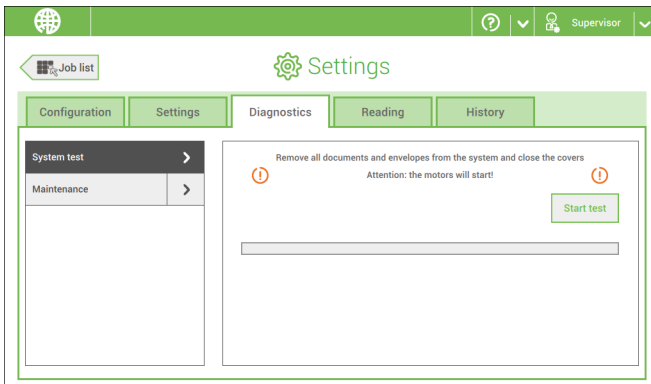 Supervisor
Job list
Settings
Configuration
Settings
Diagnostics
Reading
History
System test
Maintenance
Remove all documents and envelopes from the system and close the covers
Attention: the motors will start!
Start test